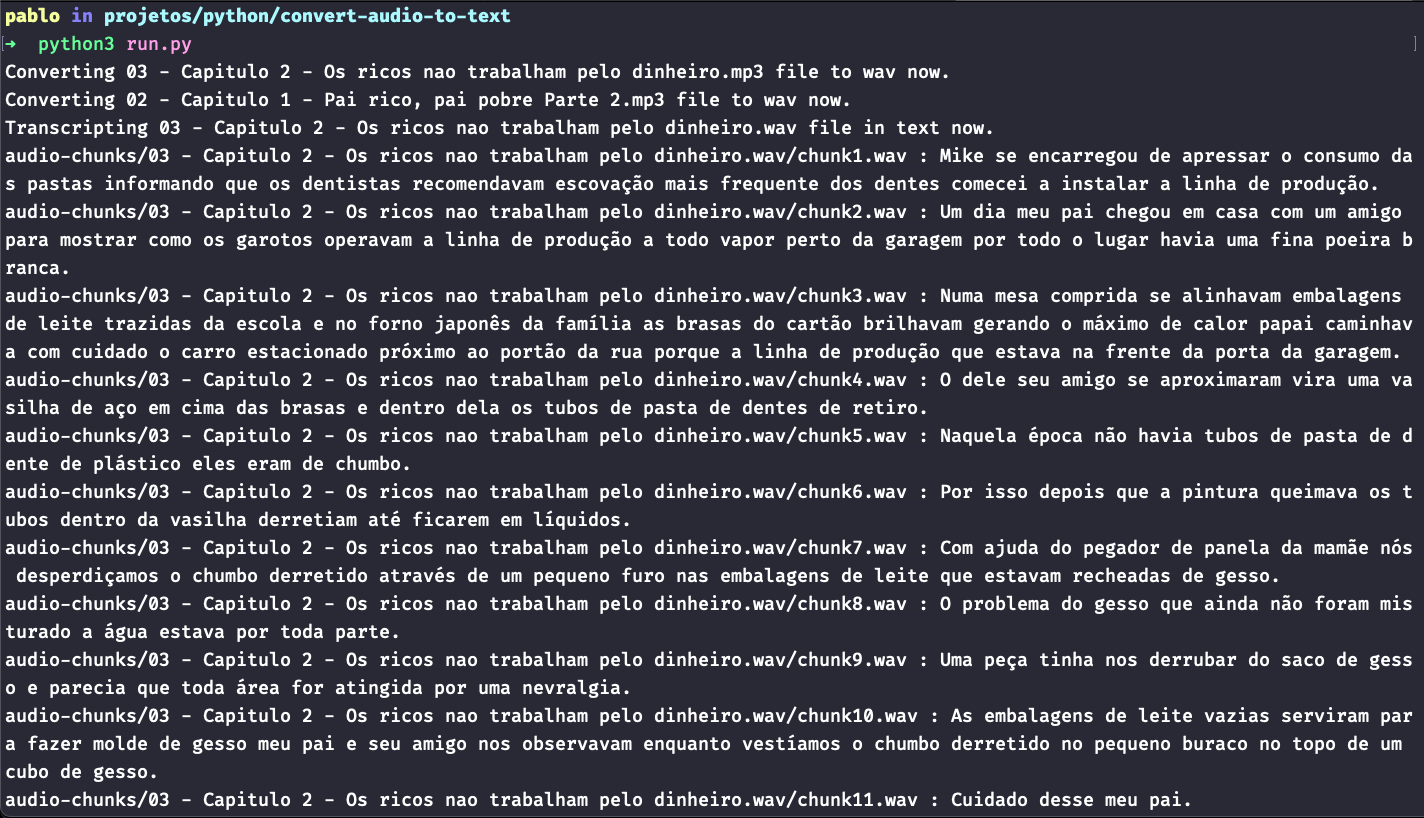 pablo in projetos/python/convert-audio-to-text
→ python3 run.py
Converting 03 - Capitulo 2 - Os ricos nao trabalham pelo dinheiro.mp3 file to wav now.
Converting 02 - Capitulo 1 - Pai rico, pai pobre Parte 2.mp3 file to wav now.
Transcripting 03 - Capitulo 2 - Os ricos nao trabalham pelo dinheiro.wav file in text now.
audio-chunks/03 - Capitulo 2 - Os ricos nao trabalham pelo dinheiro.wav/chunk1.wav : Mike se encarregou de apressar o consumo da
s pastas informando que os dentistas recomendavam escovação mais frequente dos dentes comecei a instalar a linha de produção.
audio-chunks/03 - Capitulo 2 - Os ricos nao trabalham pelo dinheiro.wav/chunk2.wav : Um dia meu pai chegou em casa com um amigo
para mostrar como os garotos operavam a linha de produção a todo vapor perto da garagem por todo o lugar havia uma fina poeira b
ranca.
audio-chunks/03 - Capitulo 2 - Os ricos nao trabalham pelo dinheiro.wav/chunk3.wav : Numa mesa comprida se alinhavam embalagens
de leite trazidas da escola e no forno japonês da família as brasas do cartão brilhavam gerando o máximo de calor papai caminhav
a com cuidado o carro estacionado próximo ao portão da rua porque a linha de produção que estava na frente da porta da garagem.
audio-chunks/03 - Capitulo 2 - Os ricos nao trabalham pelo dinheiro.wav/chunk4.wav : O dele seu amigo se aproximaram vira uma va
silha de aço em cima das brasas e dentro dela os tubos de pasta de dentes de retiro.
audio-chunks/03 - Capitulo 2 - Os ricos nao trabalham pelo dinheiro.wav/chunk5.wav : Naquela época não havia tubos de pasta de d
ente de plástico eles eram de chumbo.
audio-chunks/03 - Capitulo 2 - Os ricos nao trabalham pelo dinheiro.wav/chunk6.wav : Por isso depois que a pintura queimava os t
ubos dentro da vasilha derretiam até ficarem em líquidos.
audio-chunks/03 - Capitulo 2 - Os ricos nao trabalham pelo dinheiro.wav/chunk7.wav : Com ajuda do pegador de panela da mamãe nós
 desperdiçamos o chumbo derretido através de um pequeno furo nas embalagens de leite que estavam recheadas de gesso.
audio-chunks/03 - Capitulo 2 - Os ricos nao trabalham pelo dinheiro.wav/chunk8.wav : O problema do gesso que ainda não foram mis
turado a água estava por toda parte.
audio-chunks/03 - Capitulo 2 - Os ricos nao trabalham pelo dinheiro.wav/chunk9.wav : Uma peça tinha nos derrubar do saco de gess
o e parecia que toda área for atingida por uma nevralgia.
audio-chunks/03 - Capitulo 2 - Os ricos nao trabalham pelo dinheiro.wav/chunk10.wav : As embalagens de leite vazias serviram par
a fazer molde de gesso meu pai e seu amigo nos observavam enquanto vestíamos o chumbo derretido no pequeno buraco no topo de um
cubo de gesso.
audio-chunks/03 - Capitulo 2 - Os ricos nao trabalham pelo dinheiro.wav/chunk11.wav : Cuidado desse meu pai.